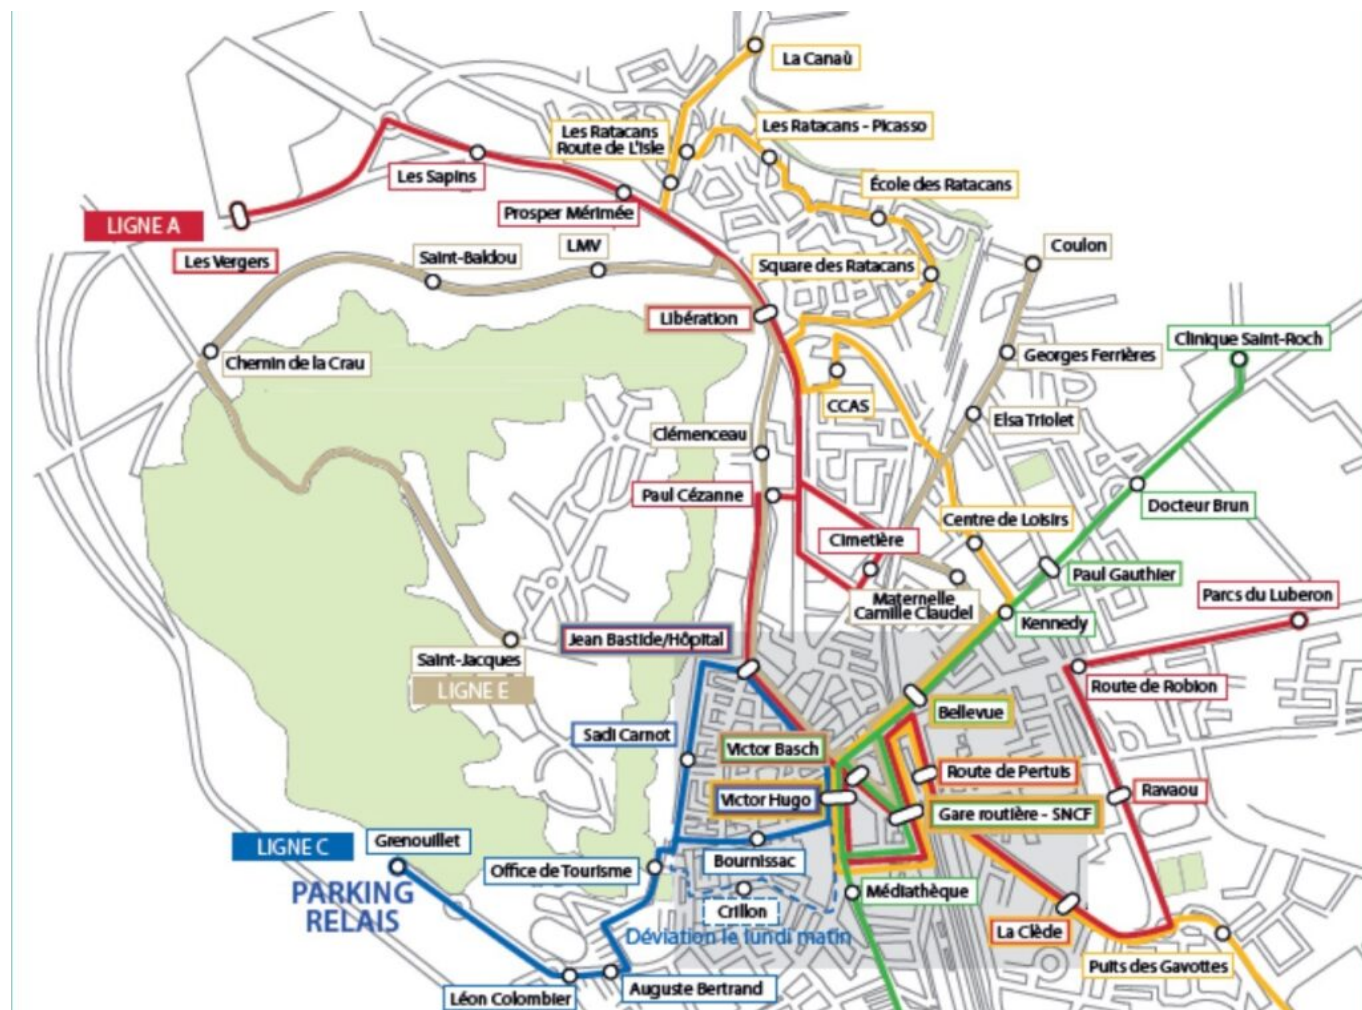 La Canaù
Les Ratacans
Route de L'Isle
Les Ratacans - Picasso
Les Sapins
École des Ratacans
Prosper Mérimée
LIGNE A
Les Vergers
Saint-Baldou
LMV
Square des Ratacans
Coulon
Libération
Clinique Saint-Roch
Chemin de la Crau
Georges Ferrières
CCAS
Elsa Triolet
Clémenceau
Paul Cézanne
Docteur Brun
Centre de Loisirs
Cimetière
Paul Gauthier
Maternelle
Camille Claudel
Parcs du Luberon
Kennedy
Jean Bastide/Hôpital
Saint-Jacques
LIGNE E
Route de Robion
Bellevue
Sadi Carnot
Victor Basch
Route de Pertuis
Victor Hugo
Ravaou
Gare routière - SNCF
LIGNE C
Grenouillet
PARKING
RELAIS
Office de Tourisme
Bournissac
Médiathèque
Crillon
Déviation le lundi matin
La Clède
Puits des Gavottes
Léon Colombier
Auguste Bertrand